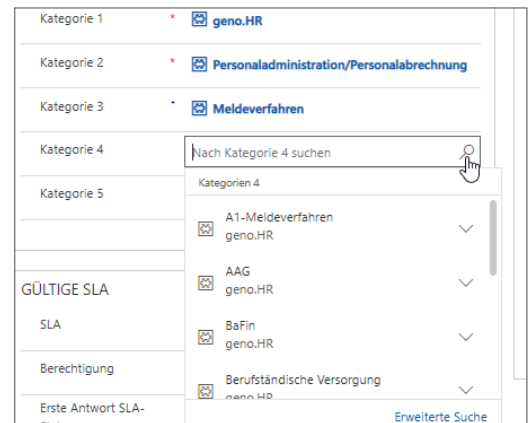 Kategorie 1 * geno.HR
Kategorie 2 * Personaladministration/Personalabrechnung
Kategorie 3 Meldeverfahren
Kategorie 4 Nach Kategorie 4 suchen
Kategorien 4
Kategorie 5
A1-Meldeverfahren
geno.HR
AAG
geno.HR
GÜLTIGE SLA
SLA
BaFin
geno.HR
Berechtigung
Berufständische Versorgung
geno.HR
Erste Antwort SLA-
Erweiterte Suche